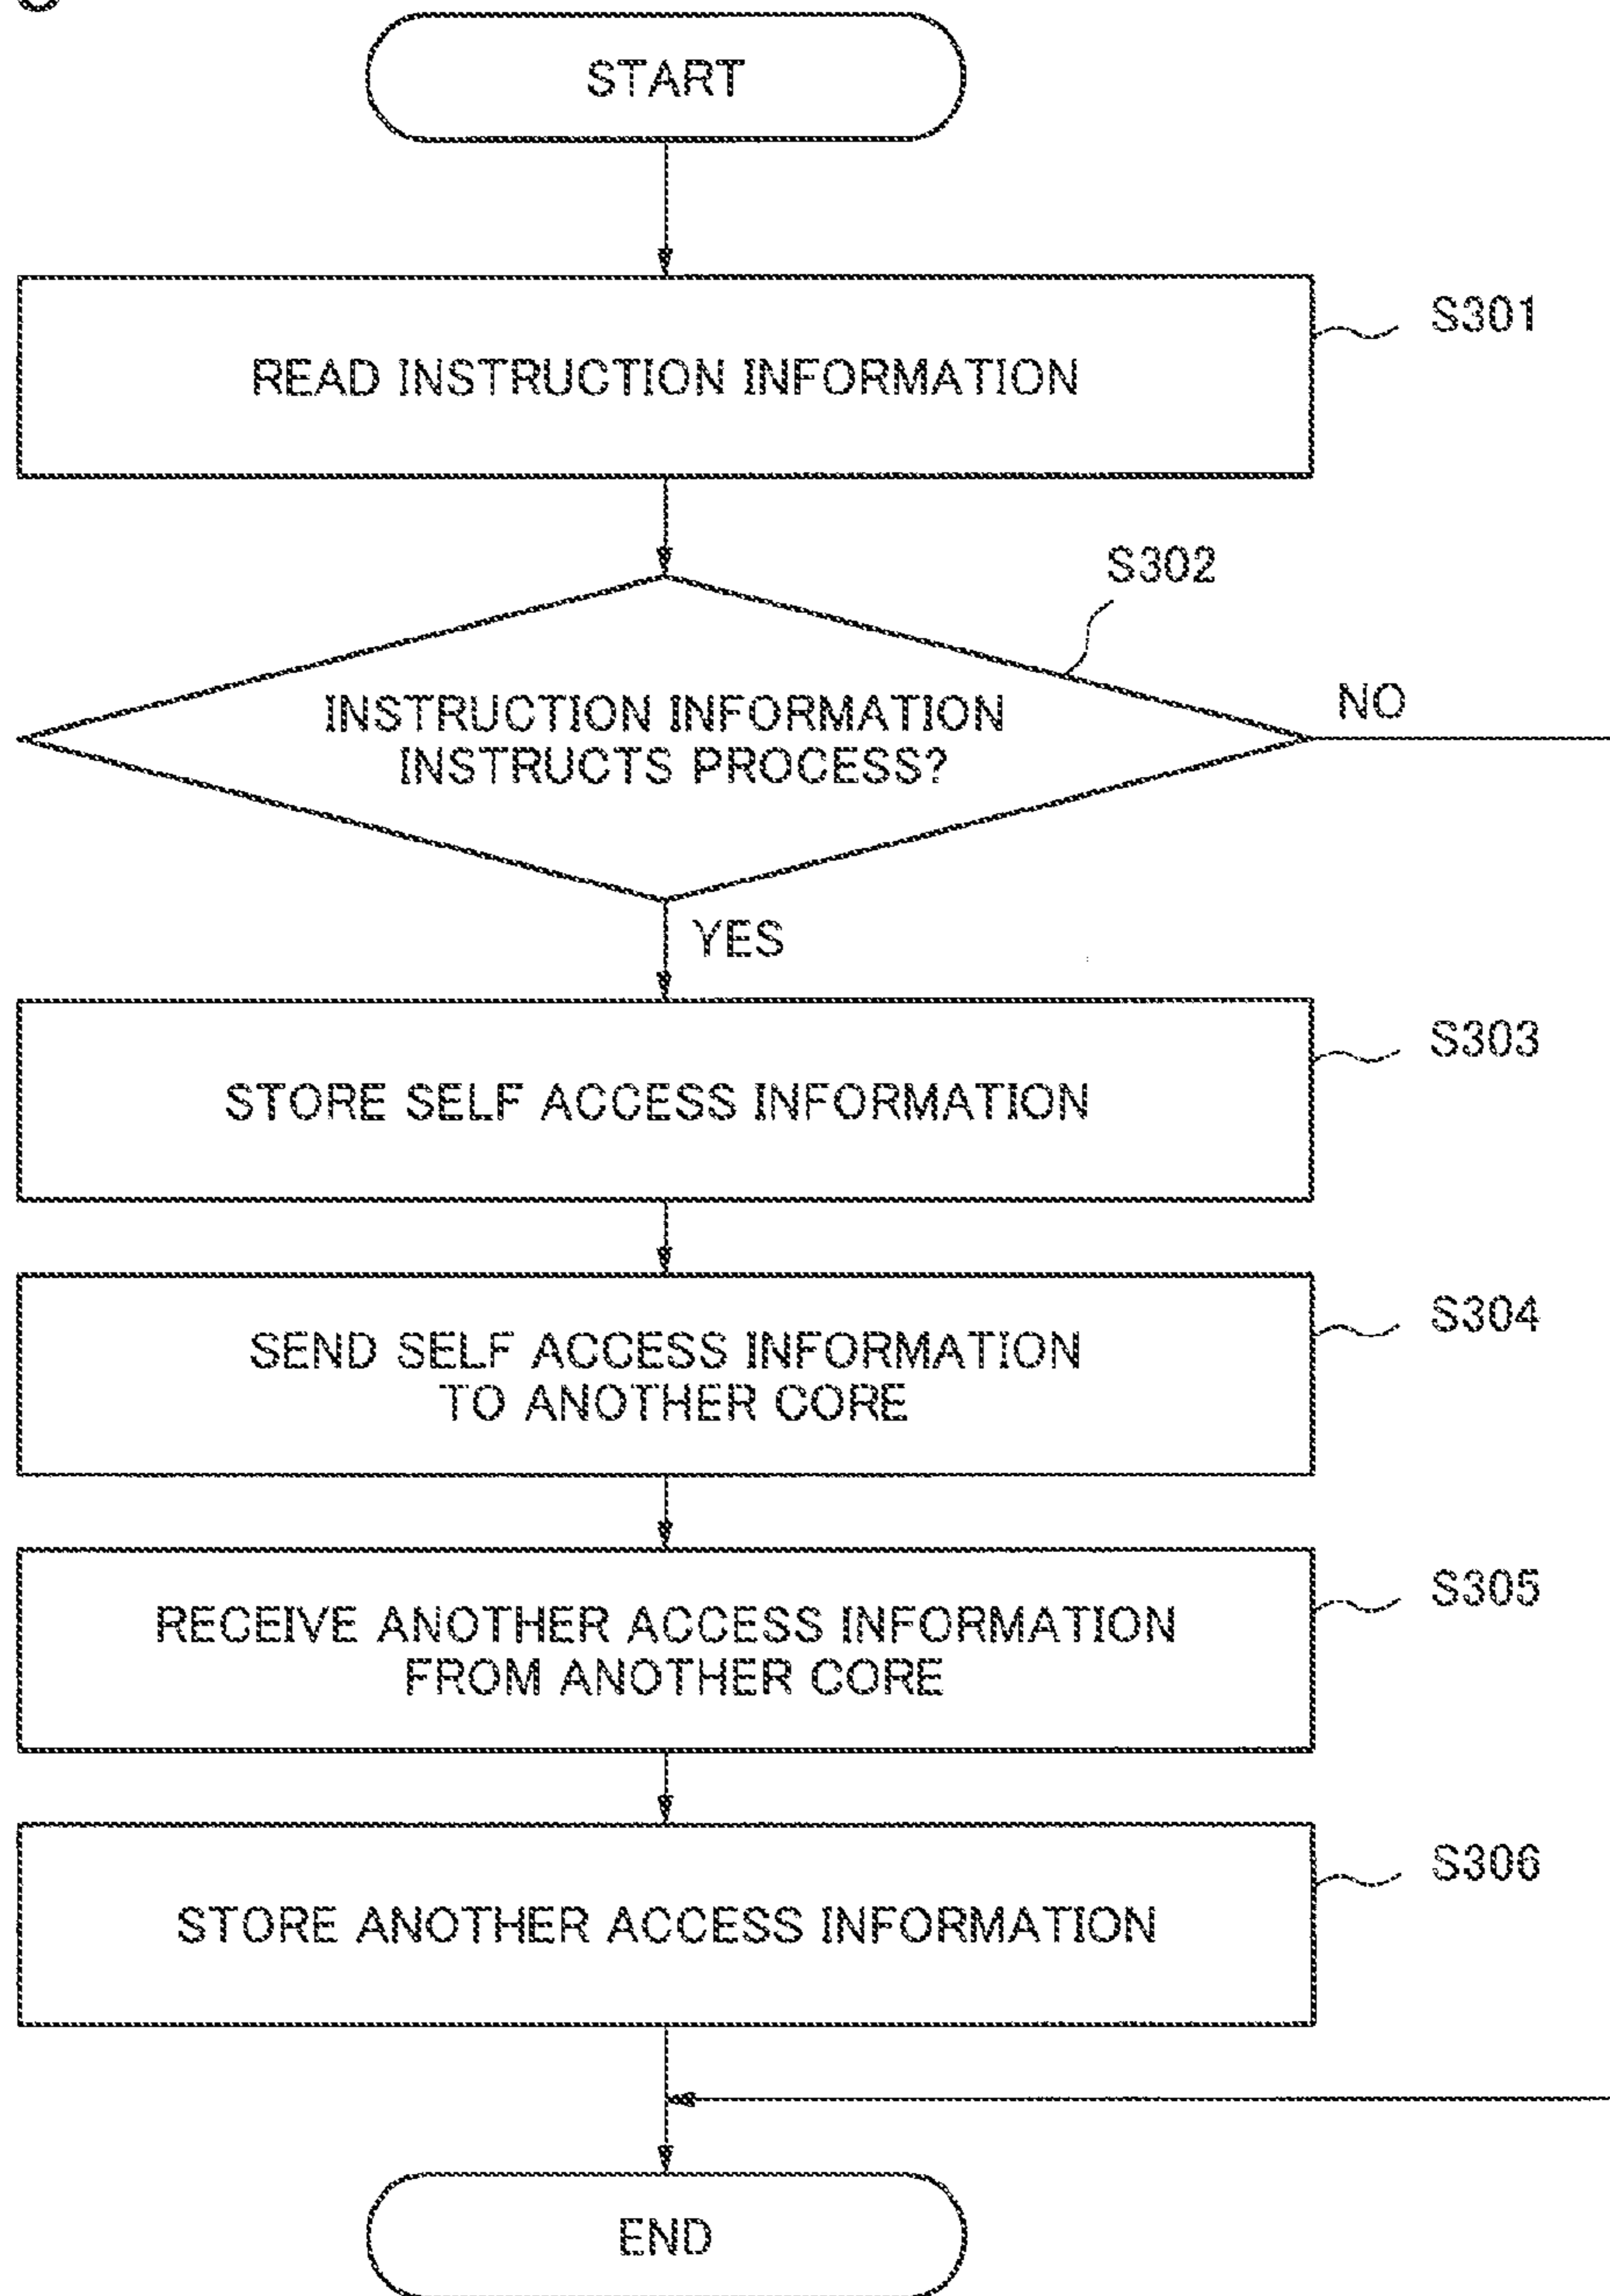 START
READ INSTRUCTION INFORMATION
S301
S302
INSTRUCTION INFORMATION
INSTRUCTS PROCESS?
NO
YES
STORE SELF ACCESS INFORMATION
S303
SEND SELF ACCESS INFORMATION
TO ANOTHER CORE
S304
RECEIVE ANOTHER ACCESS INFORMATION
FROM ANOTHER CORE
S305
STORE ANOTHER ACCESS INFORMATION
S306
END